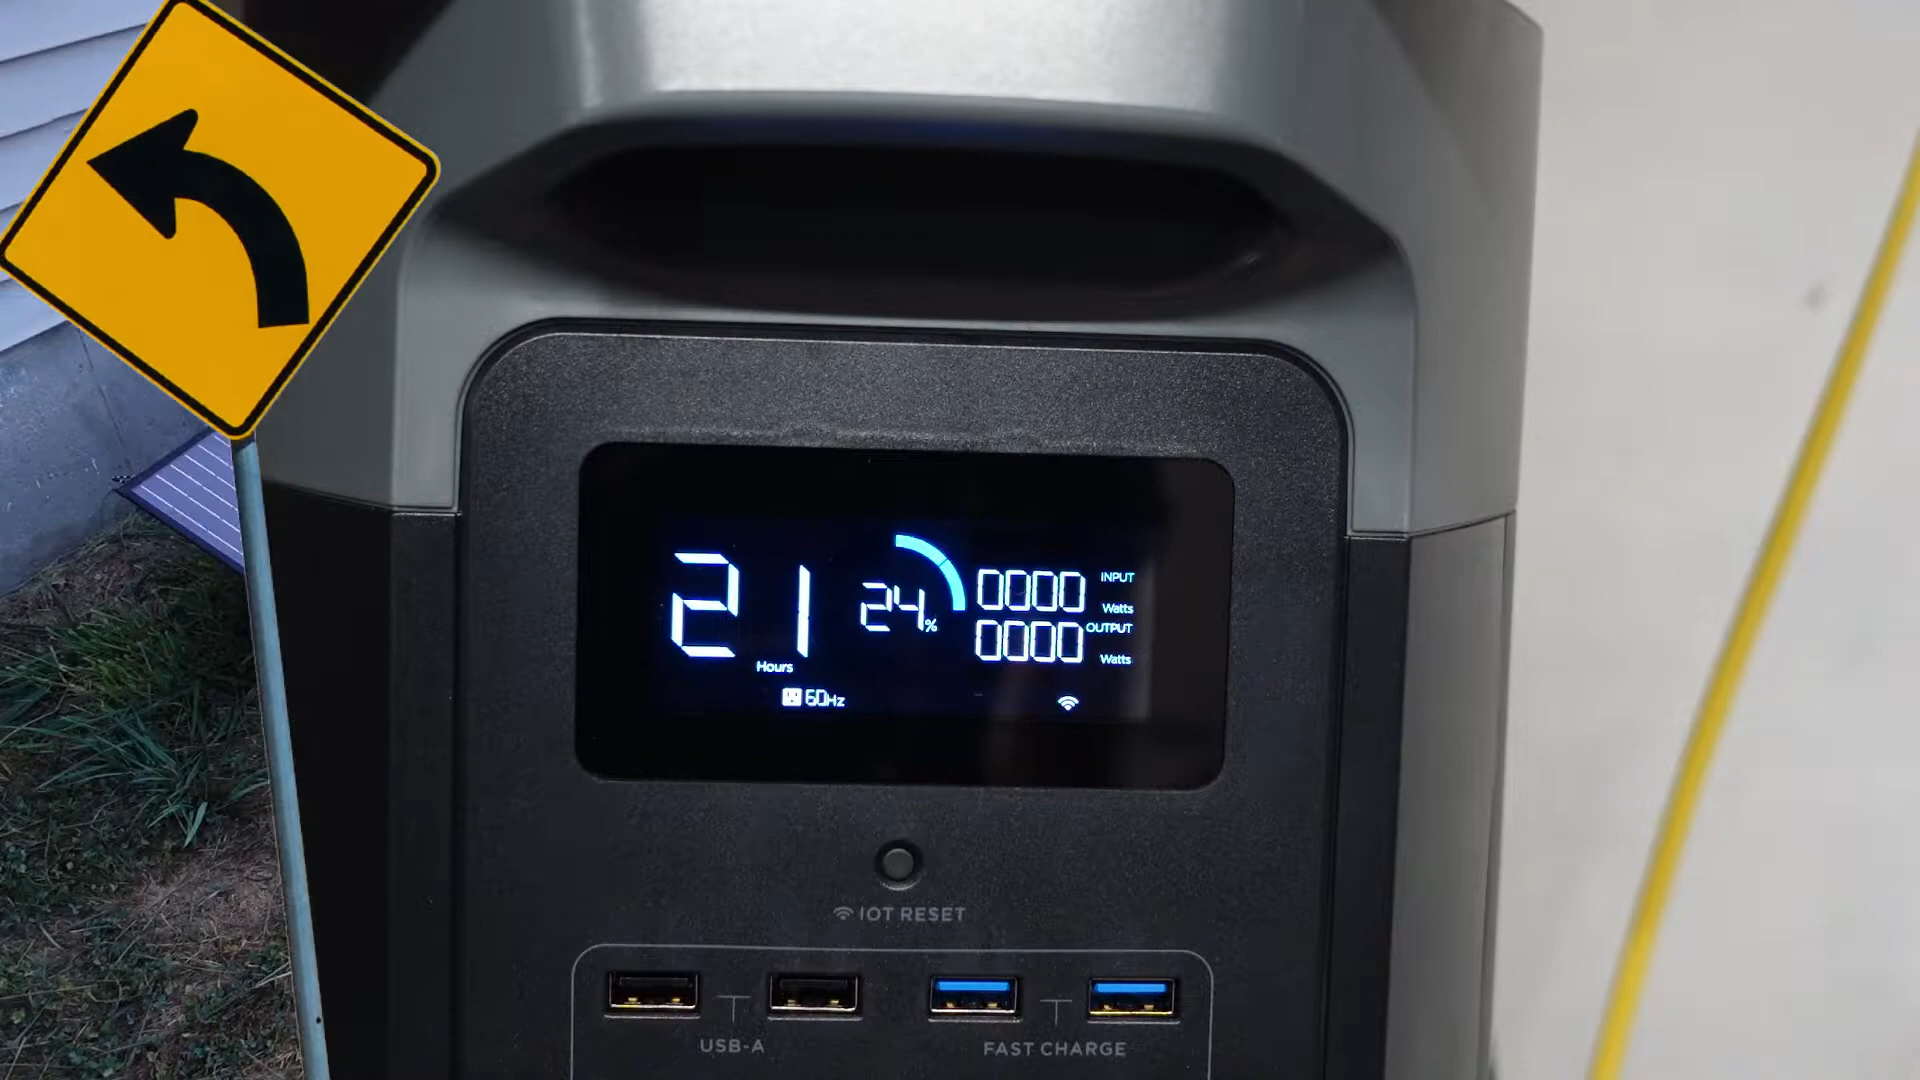 21 Hours
24%
0000 INPUT Watts
0000 OUTPUT Watts
60Hz
IOT RESET
USB-A
FAST CHARGE